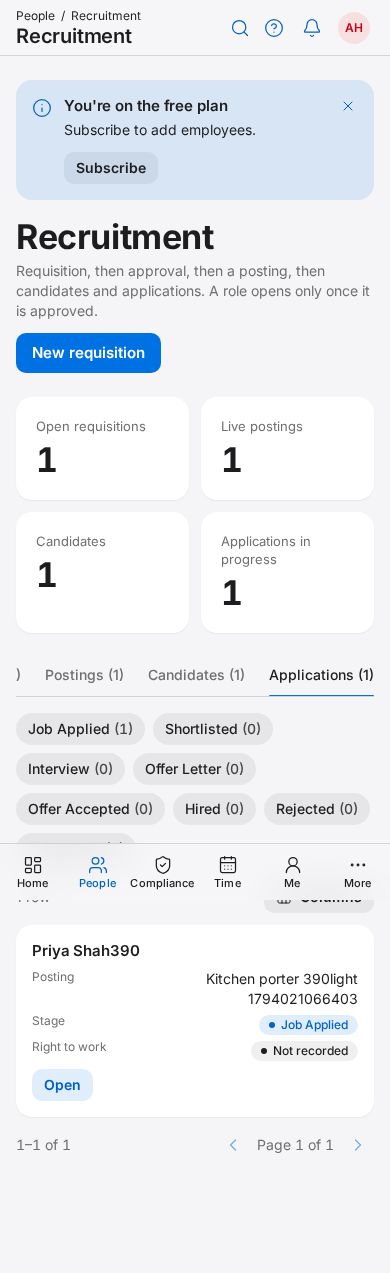 People / Recruitment
Recruitment
AH
You're on the free plan
Subscribe to add employees.
Subscribe
Recruitment
Requisition, then approval, then a posting, then
candidates and applications. A role opens only once it
is approved.
New requisition
Open requisitions
1
Live postings
1
Candidates
1
Applications in
progress
1
) Postings (1) Candidates (1) Applications (1)
Job Applied (1) Shortlisted (0)
Interview (0) Offer Letter (0)
Offer Accepted (0) Hired (0) Rejected (0)
Home People Compliance Time Me More
Priya Shah390
Posting
Kitchen porter 390light
1794021066403
Stage
Job Applied
Right to work
Not recorded
Open
1–1 of 1
Page 1 of 1